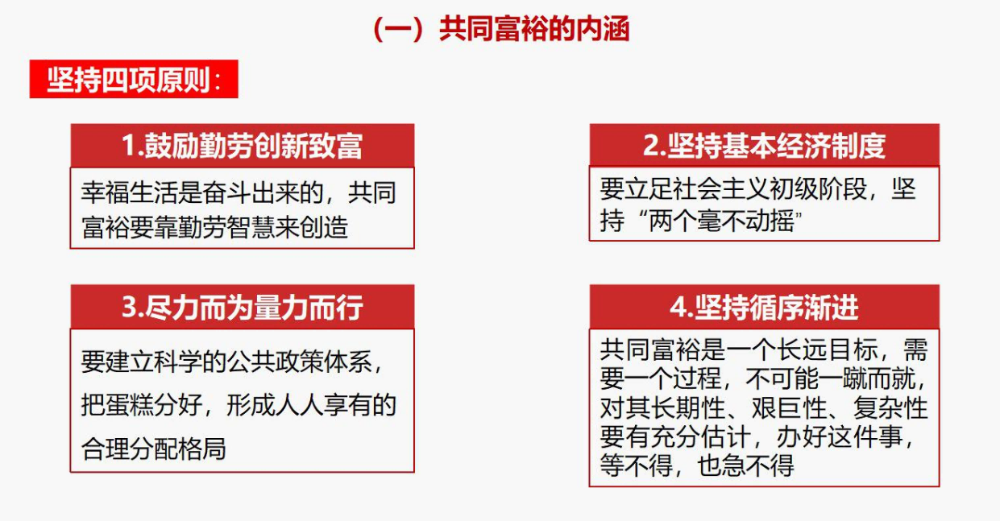 （一）共同富裕的内涵
坚持四项原则：
1.鼓励勤劳创新致富
幸福生活是奋斗出来的，共同
富裕要靠勤劳智慧来创造
2.坚持基本经济制度
要立足社会主义初级阶段，坚
持“两个毫不动摇”
3.尽力而为量力而行
要建立科学的公共政策体系，
把蛋糕分好，形成人人享有的
合理分配格局
4.坚持循序渐进
共同富裕是一个长远目标，需
要一个过程，不可能一蹴而就，
对其长期性、艰巨性、复杂性
要有充分估计，办好这件事，
等不得，也急不得